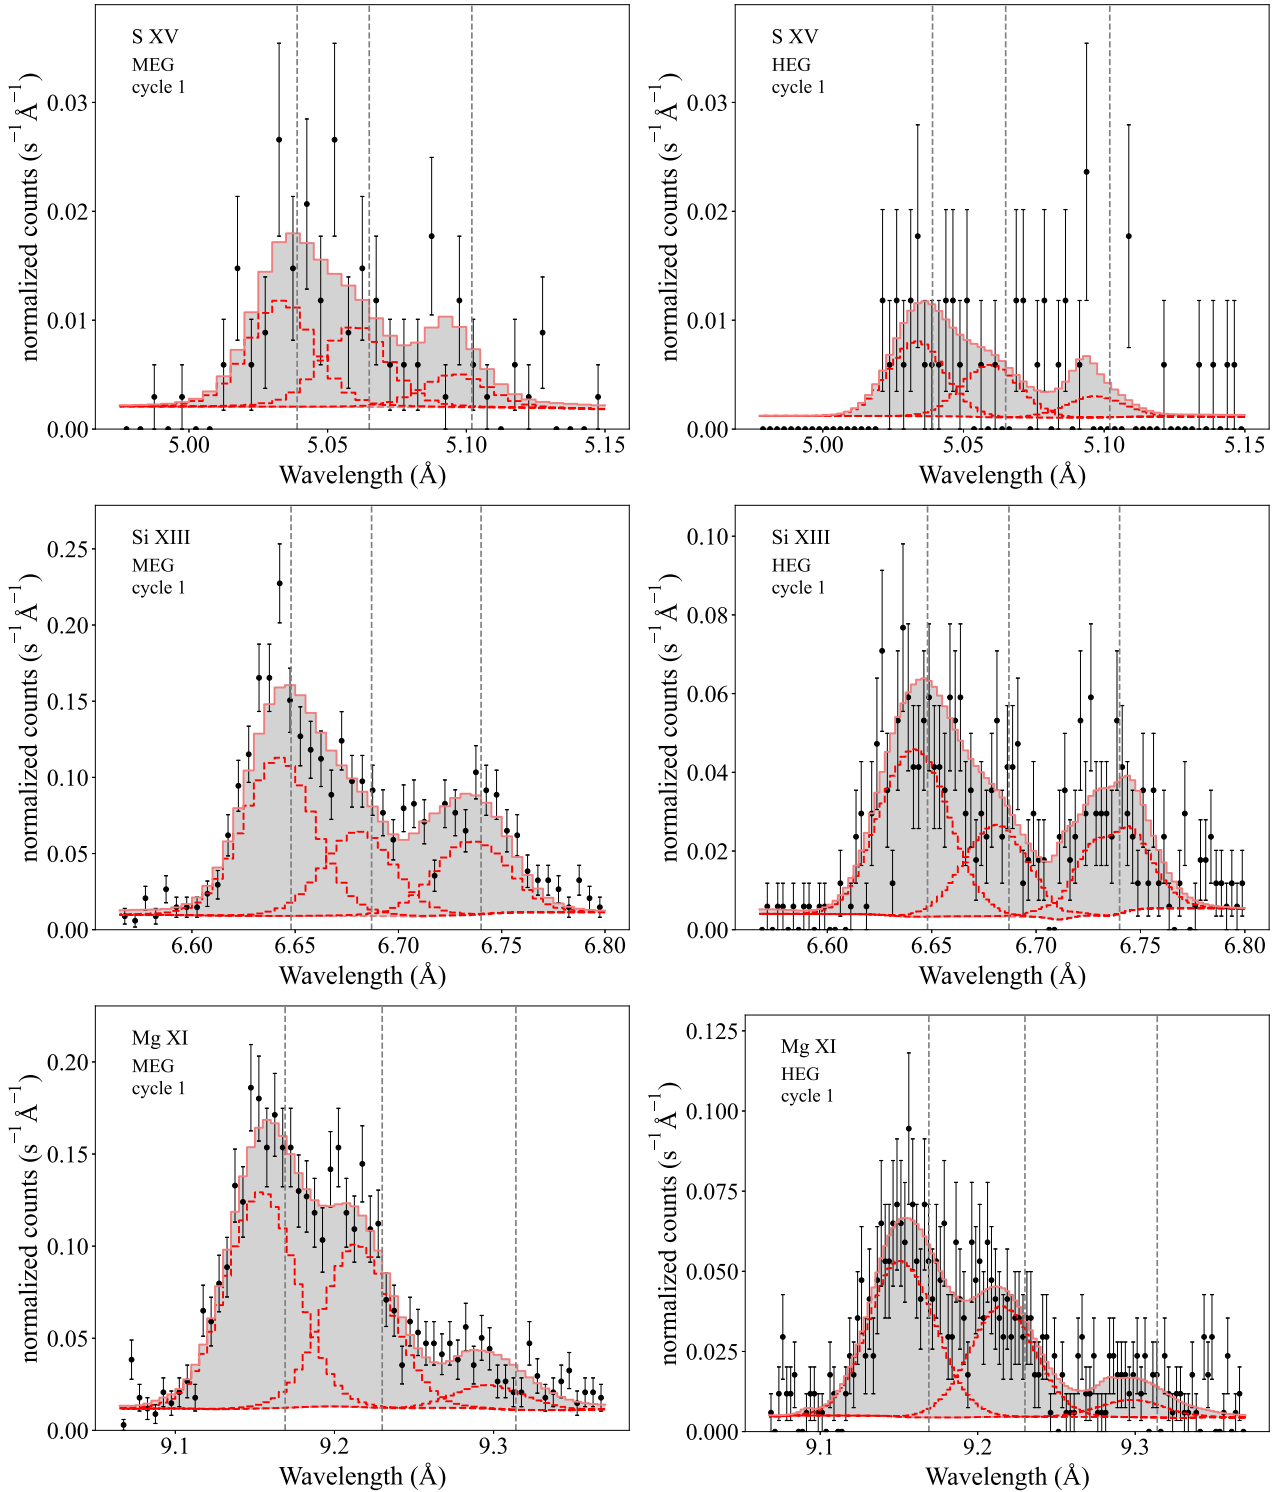 S XV
MEG
cycle 1
normalized counts (s⁻¹Å⁻¹)
0.03
0.02
0.01
0.00
5.00
5.05
5.10
5.15
Wavelength (Å)
S XV
HEG
cycle 1
normalized counts (s⁻¹Å⁻¹)
0.03
0.02
0.01
0.00
5.00
5.05
5.10
5.15
Wavelength (Å)
Si XIII
MEG
cycle 1
normalized counts (s⁻¹Å⁻¹)
0.25
0.20
0.15
0.10
0.05
0.00
6.60
6.65
6.70
6.75
6.80
Wavelength (Å)
Si XIII
HEG
cycle 1
normalized counts (s⁻¹Å⁻¹)
0.10
0.08
0.06
0.04
0.02
0.00
6.60
6.65
6.70
6.75
6.80
Wavelength (Å)
Mg XI
MEG
cycle 1
normalized counts (s⁻¹Å⁻¹)
0.20
0.15
0.10
0.05
0.00
9.1
9.2
9.3
Wavelength (Å)
Mg XI
HEG
cycle 1
normalized counts (s⁻¹Å⁻¹)
0.125
0.100
0.075
0.050
0.025
0.000
9.1
9.2
9.3
Wavelength (Å)